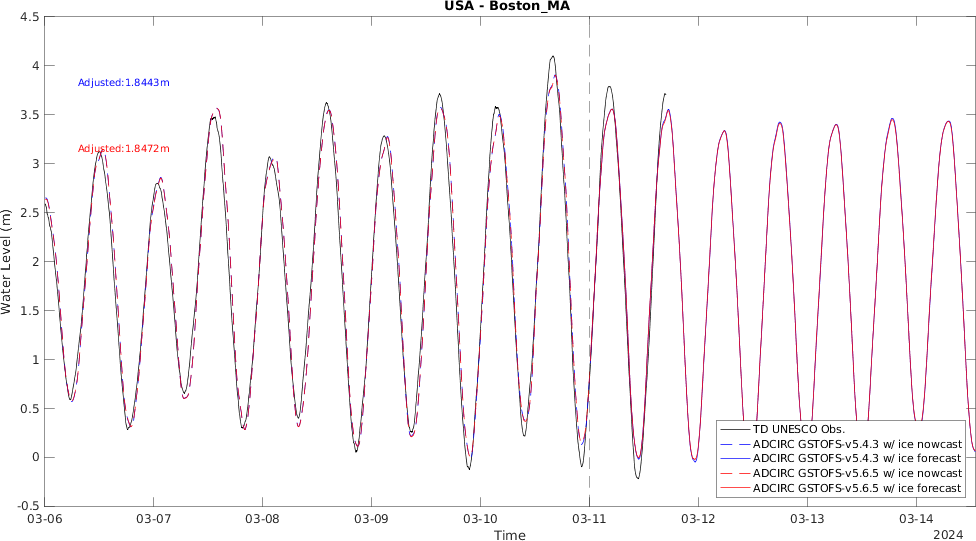 USA - Boston_MA
4.5
4
3.5
3
2.5
2
1.5
1
0.5
0
-0.5
Water Level (m)
Adjusted:1.8443m
Adjusted:1.8472m
TD UNESCO Obs.
ADCIRC GSTOFS-v5.4.3 w/ ice nowcast
ADCIRC GSTOFS-v5.4.3 w/ ice forecast
ADCIRC GSTOFS-v5.6.5 w/ ice nowcast
ADCIRC GSTOFS-v5.6.5 w/ ice forecast
03-06 03-07 03-08 03-09 03-10 03-11 03-12 03-13 03-14
Time
2024